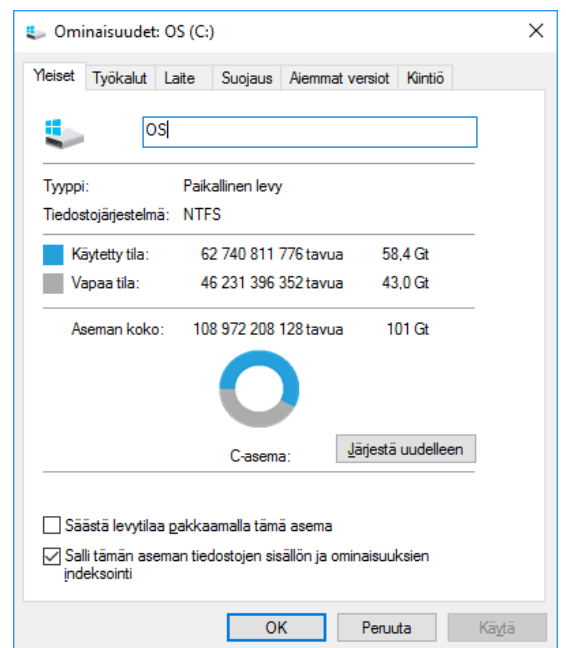 Ominaisuudet: OS (C:)
Yleiset Työkalut Laite Suojaus Aiemmat versiot Kiintiö
OS
Tyyppi: Paikallinen levy
Tiedostojärjestelmä: NTFS
Käytetty tila: 62 740 811 776 tavua 58,4 Gt
Vapaa tila: 46 231 396 352 tavua 43,0 Gt
Aseman koko: 108 972 208 128 tavua 101 Gt
C-asema: Järjestä uudelleen
Säästä levytilaa pakkaamalla tämä asema
Salli tämän aseman tiedostojen sisällön ja ominaisuuksien
indeksointi
OK Peruuta Käytä